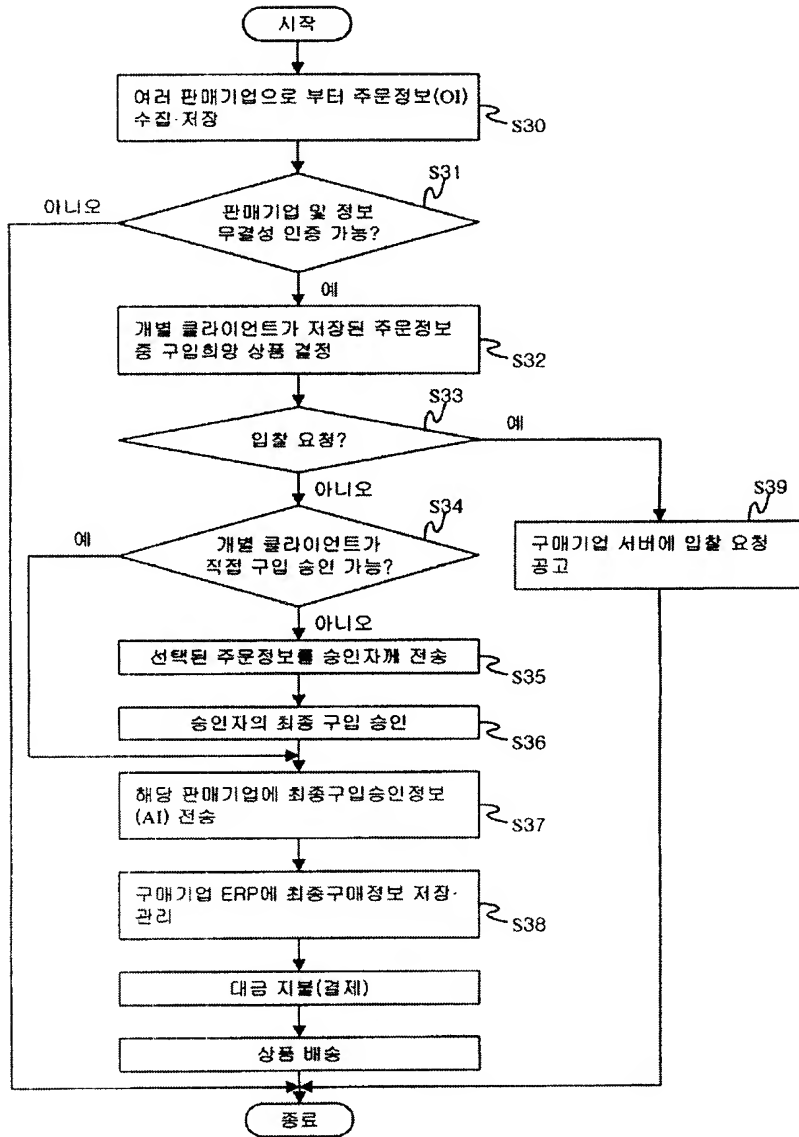 시작
여러 판매기업으로 부터 주문정보(OI)
수집·저장
S30
S31
아니오
판매기업 및 정보
무결성 인증 가능?
예
개별 클라이언트가 저장된 주문정보
중 구입희망 상품 결정
S32
S33
입찰 요청?
예
아니오
S34
S39
예
개별 클라이언트가
직접 구입 승인 가능?
구매기업 서버에 입찰 요청
공고
아니오
선택된 주문정보를 승인자께 전송
S35
승인자의 최종 구입 승인
S36
해당 판매기업에 최종구입승인정보
(AI) 전송
S37
구매기업 ERP에 최종구매정보 저장·
관리
S38
대금 지불(결제)
상품 배송
종료